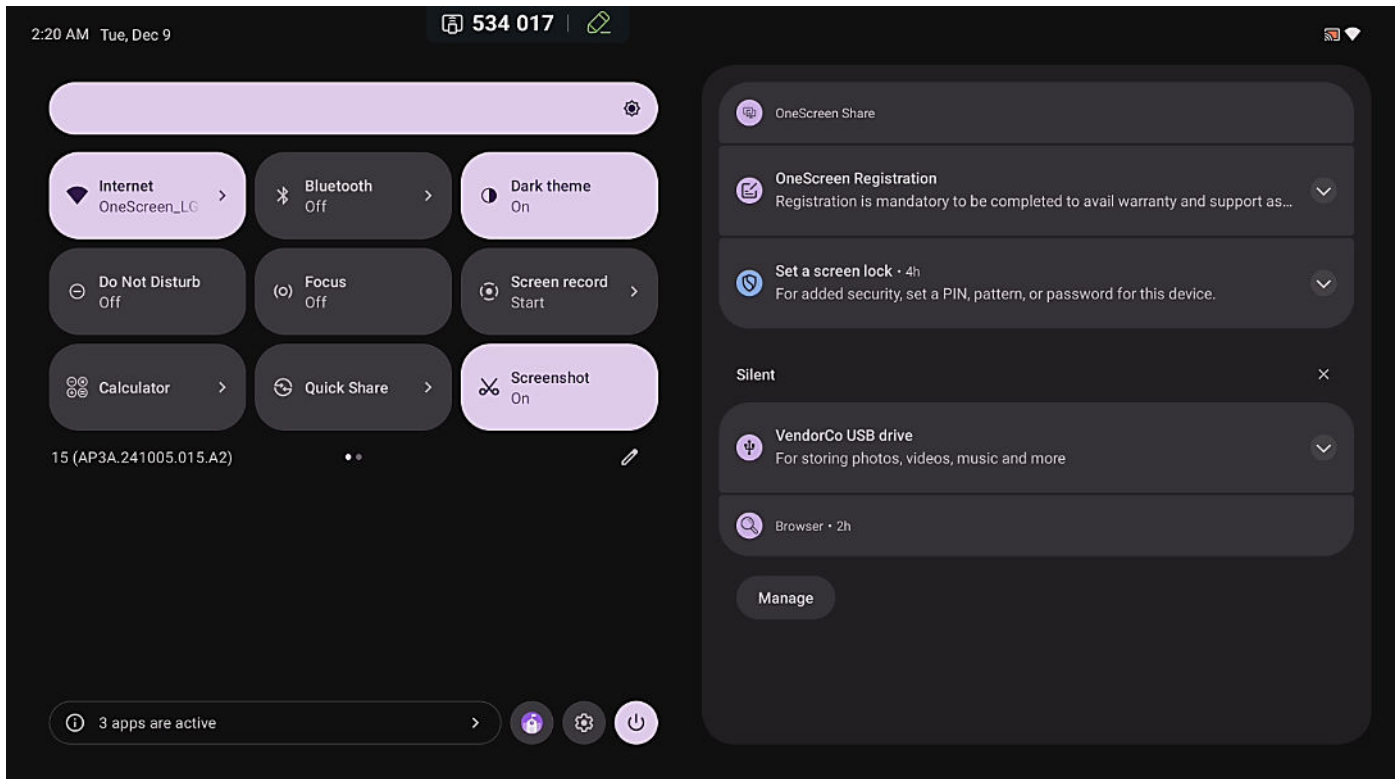 2:20 AM Tue, Dec 9
534 017
Internet
OneScreen_LG
Bluetooth
Off
Dark theme
On
Do Not Disturb
Off
Focus
Off
Screen record
Start
Calculator
Quick Share
Screenshot
On
15 (AP3A.241005.015.A2)
3 apps are active
OneScreen Share
OneScreen Registration
Registration is mandatory to be completed to avail warranty and support as...
Set a screen lock • 4h
For added security, set a PIN, pattern, or password for this device.
Silent
VendorCo USB drive
For storing photos, videos, music and more
Browser • 2h
Manage